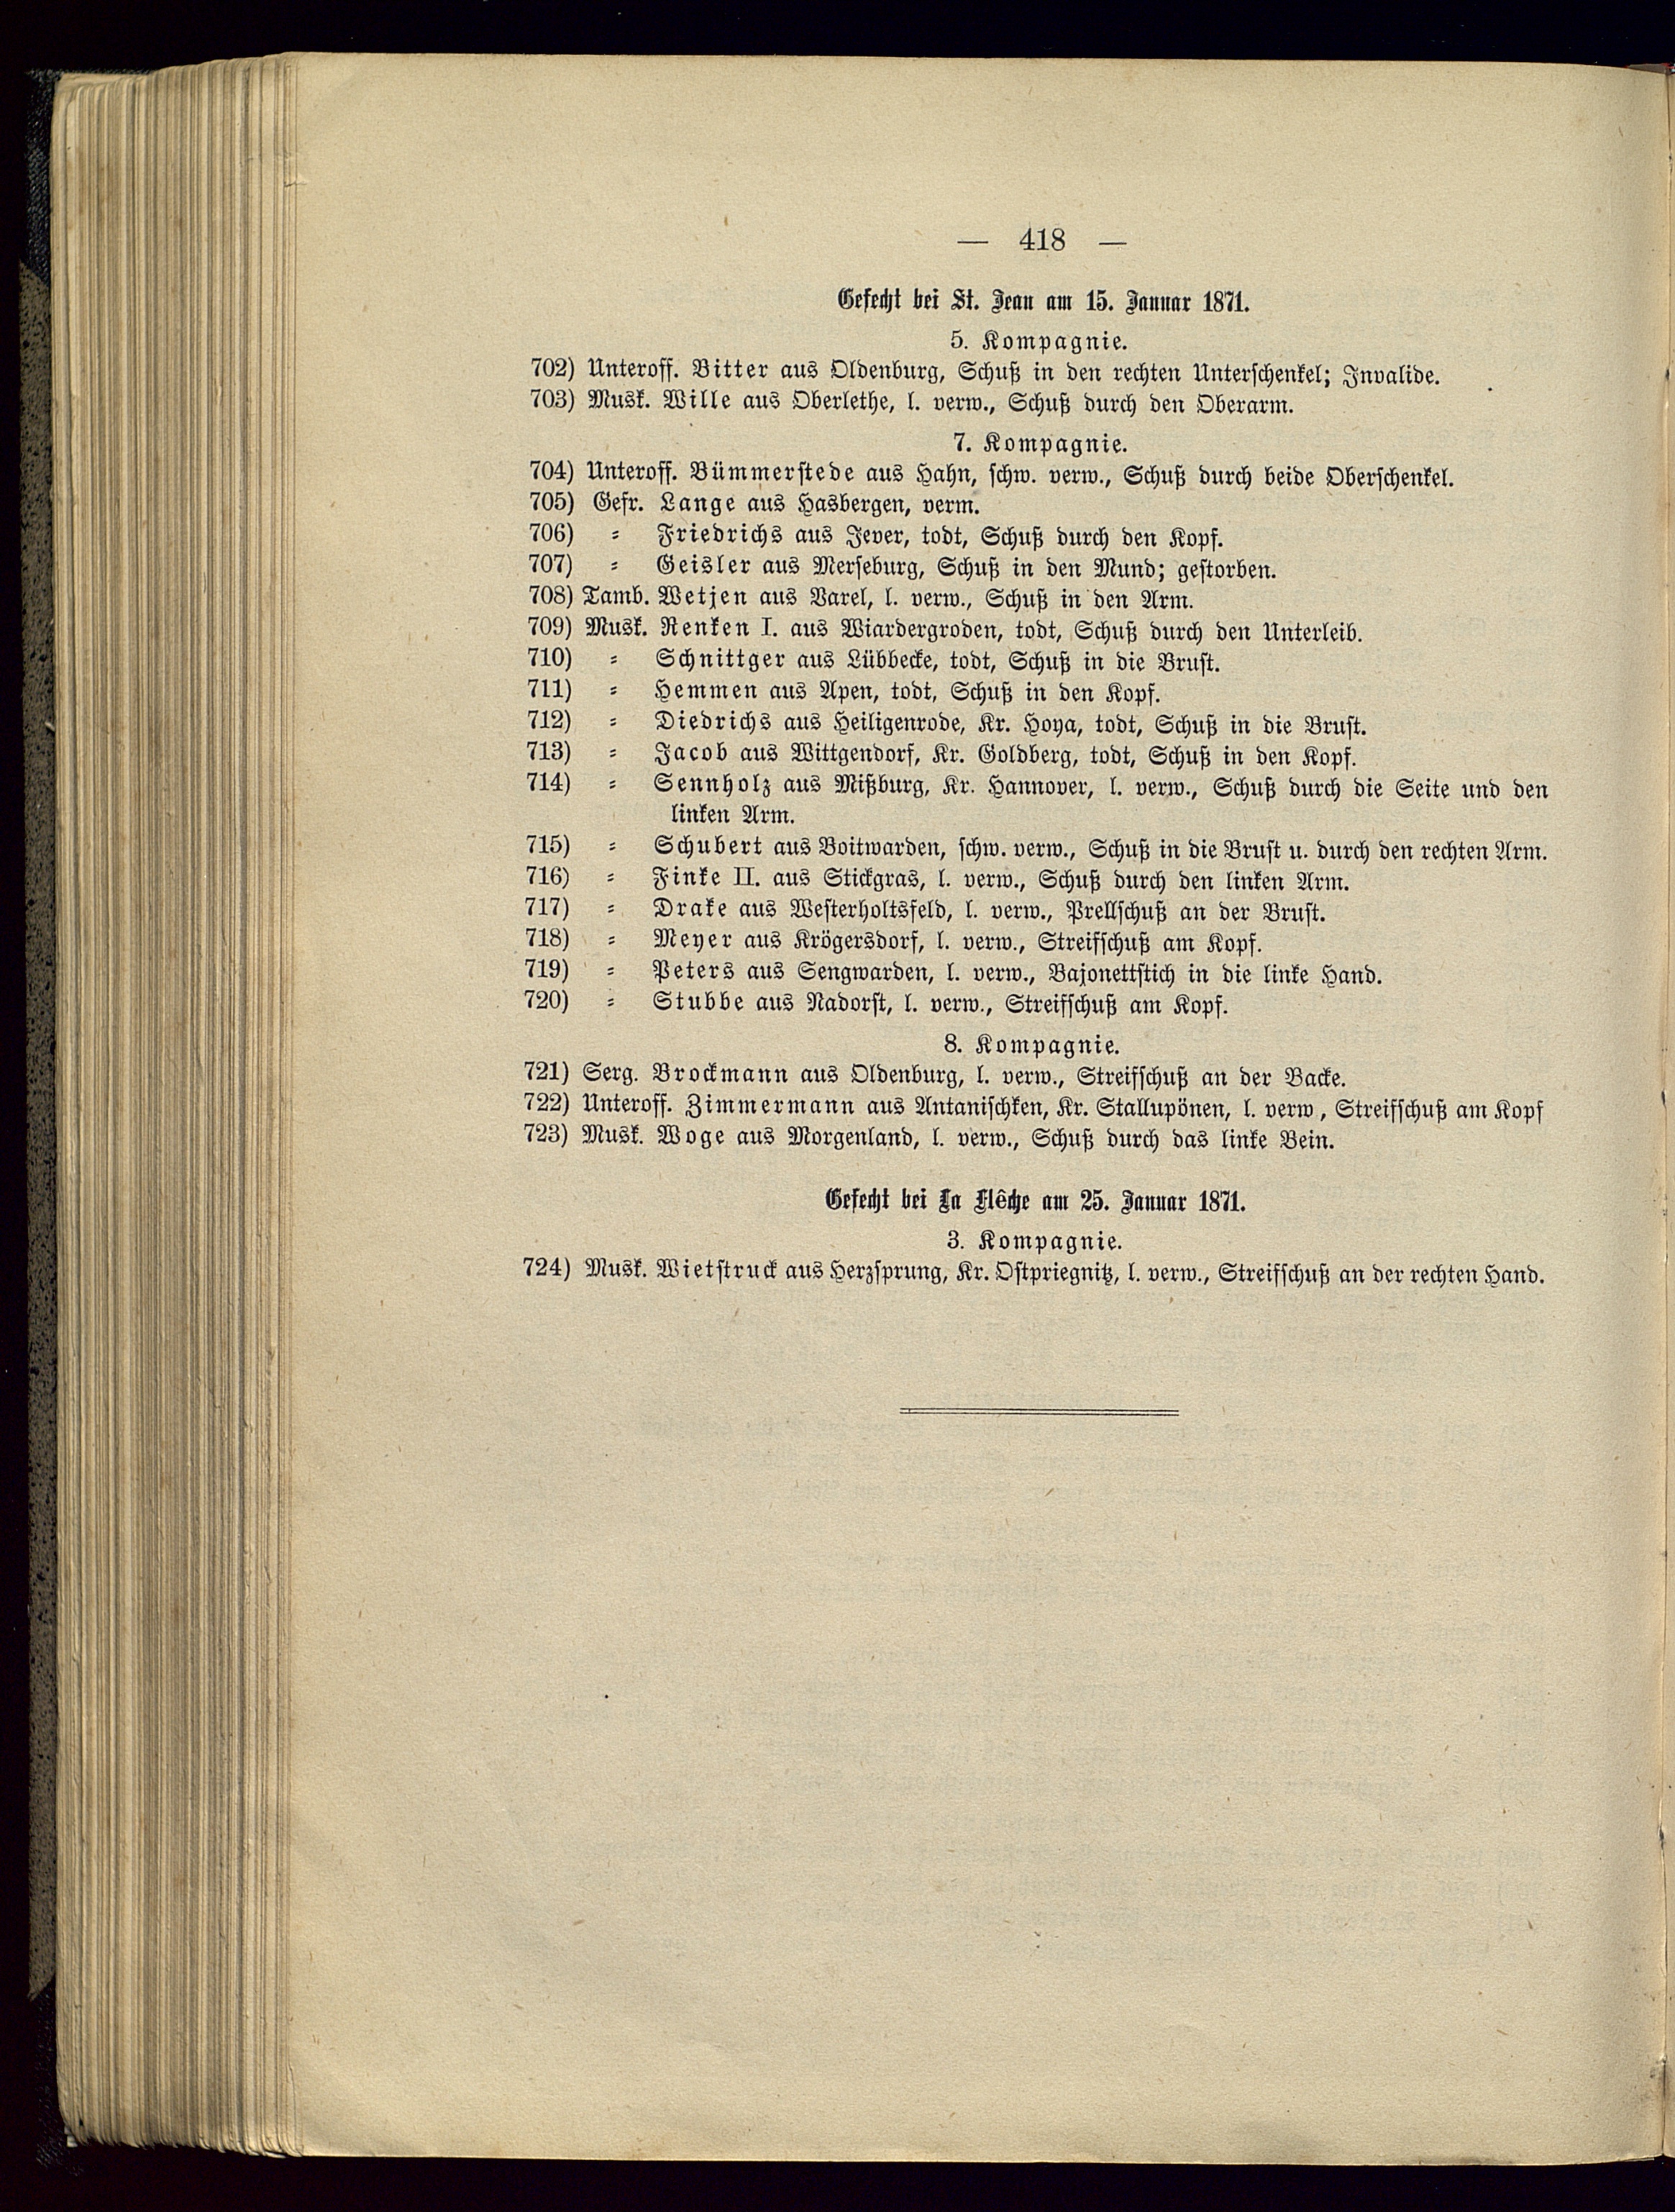 — 418 —
Gefecht bei St. Jean am 15. Januar 1871.
5. Kompagnie.
702) Unteroff. Bitter aus Oldenburg, Schuß in den rechten Unterschenkel; Invalide.
703) Musk. Wille aus Oberlethe, l. verw., Schuß durch den Oberarm.
7. Kompagnie.
704) Unteroff. Bümmerstede aus Hahn, schw. verw., Schuß durch beide Oberschenkel.
705) Gefr. Lange aus Hasbergen, verm.
706) = Friedrichs aus Jever, todt, Schuß durch den Kopf.
707) = Geisler aus Merseburg, Schuß in den Mund; gestorben.
708) Tamb. Wetjen aus Varel, l. verw., Schuß in den Arm.
709) Musk. Renken I. aus Wiardergroden, todt, Schuß durch den Unterleib.
710) = Schnittger aus Lübbecke, todt, Schuß in die Brust.
711) = Hemmen aus Apen, todt, Schuß in den Kopf.
712) = Diedrichs aus Heiligenrode, Kr. Hoya, todt, Schuß in die Brust.
713) = Jacob aus Wittgendorf, Kr. Goldberg, todt, Schuß in den Kopf.
714) = Sennholz aus Mißburg, Kr. Hannover, l. verw., Schuß durch die Seite und den
linken Arm.
715) = Schubert aus Boitwarden, schw. verw., Schuß in die Brust u. durch den rechten Arm.
716) = Finke II. aus Stickgras, l. verw., Schuß durch den linken Arm.
717) = Drake aus Westerholtsfeld, l. verw., Prellschuß an der Brust.
718) = Meyer aus Krögersdorf, l. verw., Streifschuß am Kopf.
719) = Peters aus Sengwarden, l. verw., Bajonettstich in die linke Hand.
720) = Stubbe aus Nadorst, l. verw., Streifschuß am Kopf.
8. Kompagnie.
721) Serg. Brockmann aus Oldenburg, l. verw., Streifschuß an der Backe.
722) Unteroff. Zimmermann aus Antanischken, Kr. Stallupönen, l. verw, Streifschuß am Kopf
723) Musk. Woge aus Morgenland, l. verw., Schuß durch das linke Bein.
Gefecht bei La Flêche am 25. Januar 1871.
3. Kompagnie.
724) Musk. Wietstruck aus Herzsprung, Kr. Ostpriegnitz, l. verw., Streifschuß an der rechten Hand.